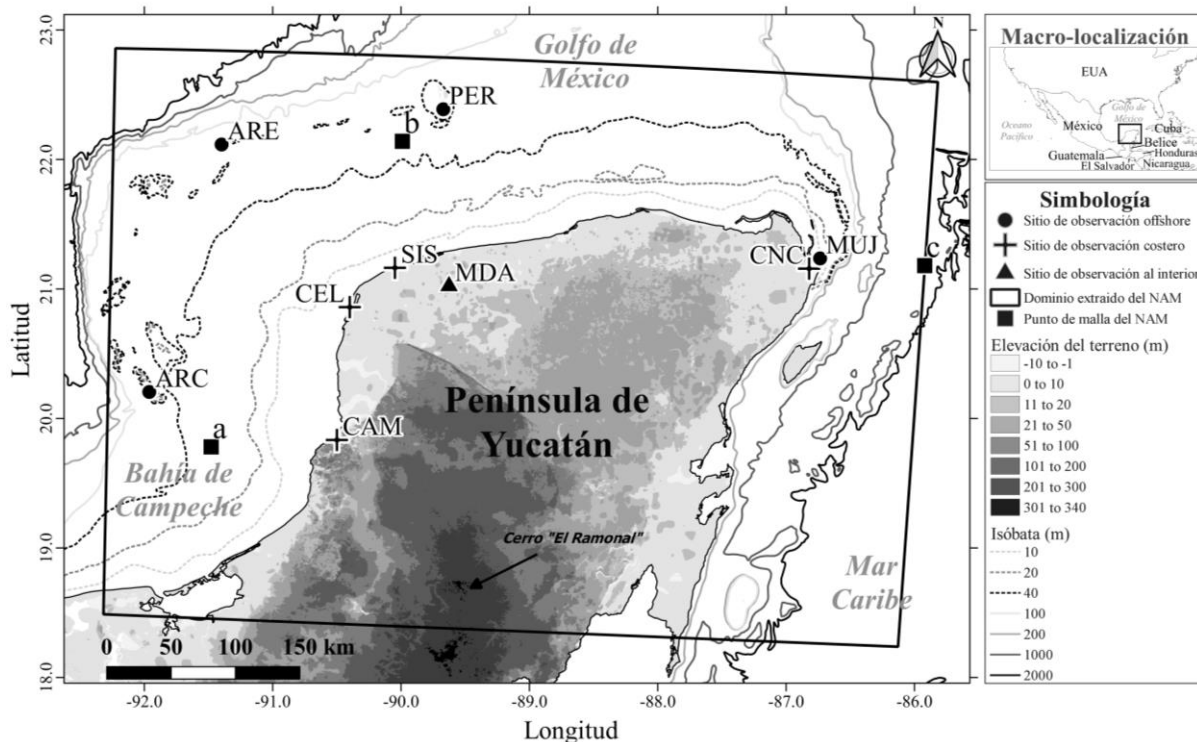 23.0
22.0
21.0
20.0
19.0
18.0
Latitud
Golfo de
México
PER
ARE
b
SIS
MDA
CNC
MUJ
c
CEL
ARC
a
CAM
Península de
Yucatán
Bahía de
Campeche
Cerro "El Ramonal"
Mar
Caribe
0 50 100 150 km
-92.0 -91.0 -90.0 -89.0 -88.0 -87.0 -86.0
Longitud
N
Macro-localización
EUA
Golfo de
México
Oceano
Pacífico
México
Cuba
Belice
Honduras
Guatemala
El Salvador
Nicaragua
Simbología
Sitio de observación offshore
Sitio de observación costero
Sitio de observación al interior
Dominio extraido del NAM
Punto de malla del NAM
Elevación del terreno (m)
-10 to -1
0 to 10
11 to 20
21 to 50
51 to 100
101 to 200
201 to 300
301 to 340
Isóbata (m)
10
20
40
100
200
1000
2000